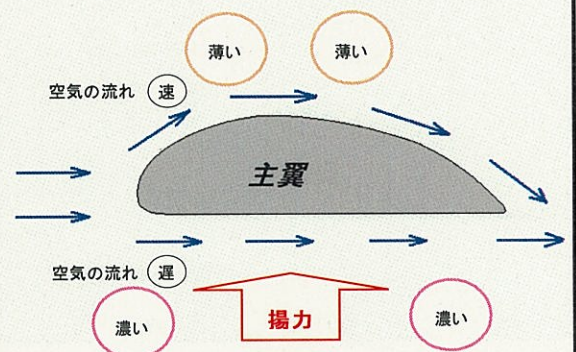 薄い 薄い
空気の流れ 速
主翼
空気の流れ 遅
揚力
濃い 濃い